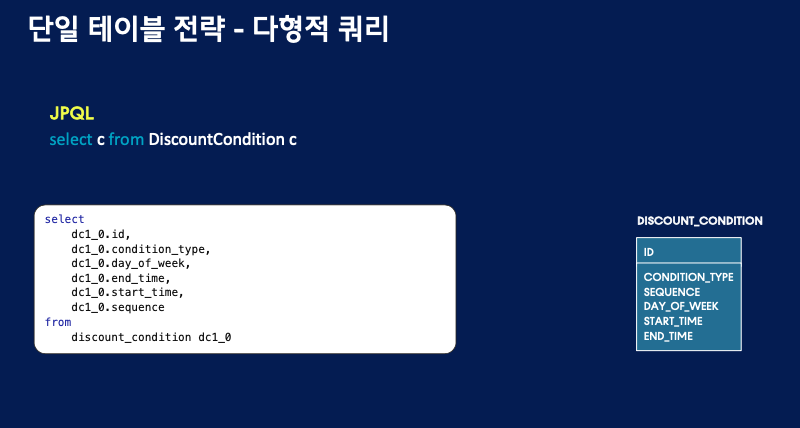 단일 테이블 전략 - 다형적 쿼리
JPQL
select c from DiscountCondition c
select
dc1_0.id,
dc1_0.condition_type,
dc1_0.day_of_week,
dc1_0.end_time,
dc1_0.start_time,
dc1_0.sequence
from
discount_condition dc1_0
DISCOUNT_CONDITION
ID
CONDITION_TYPE
SEQUENCE
DAY_OF_WEEK
START_TIME
END_TIME